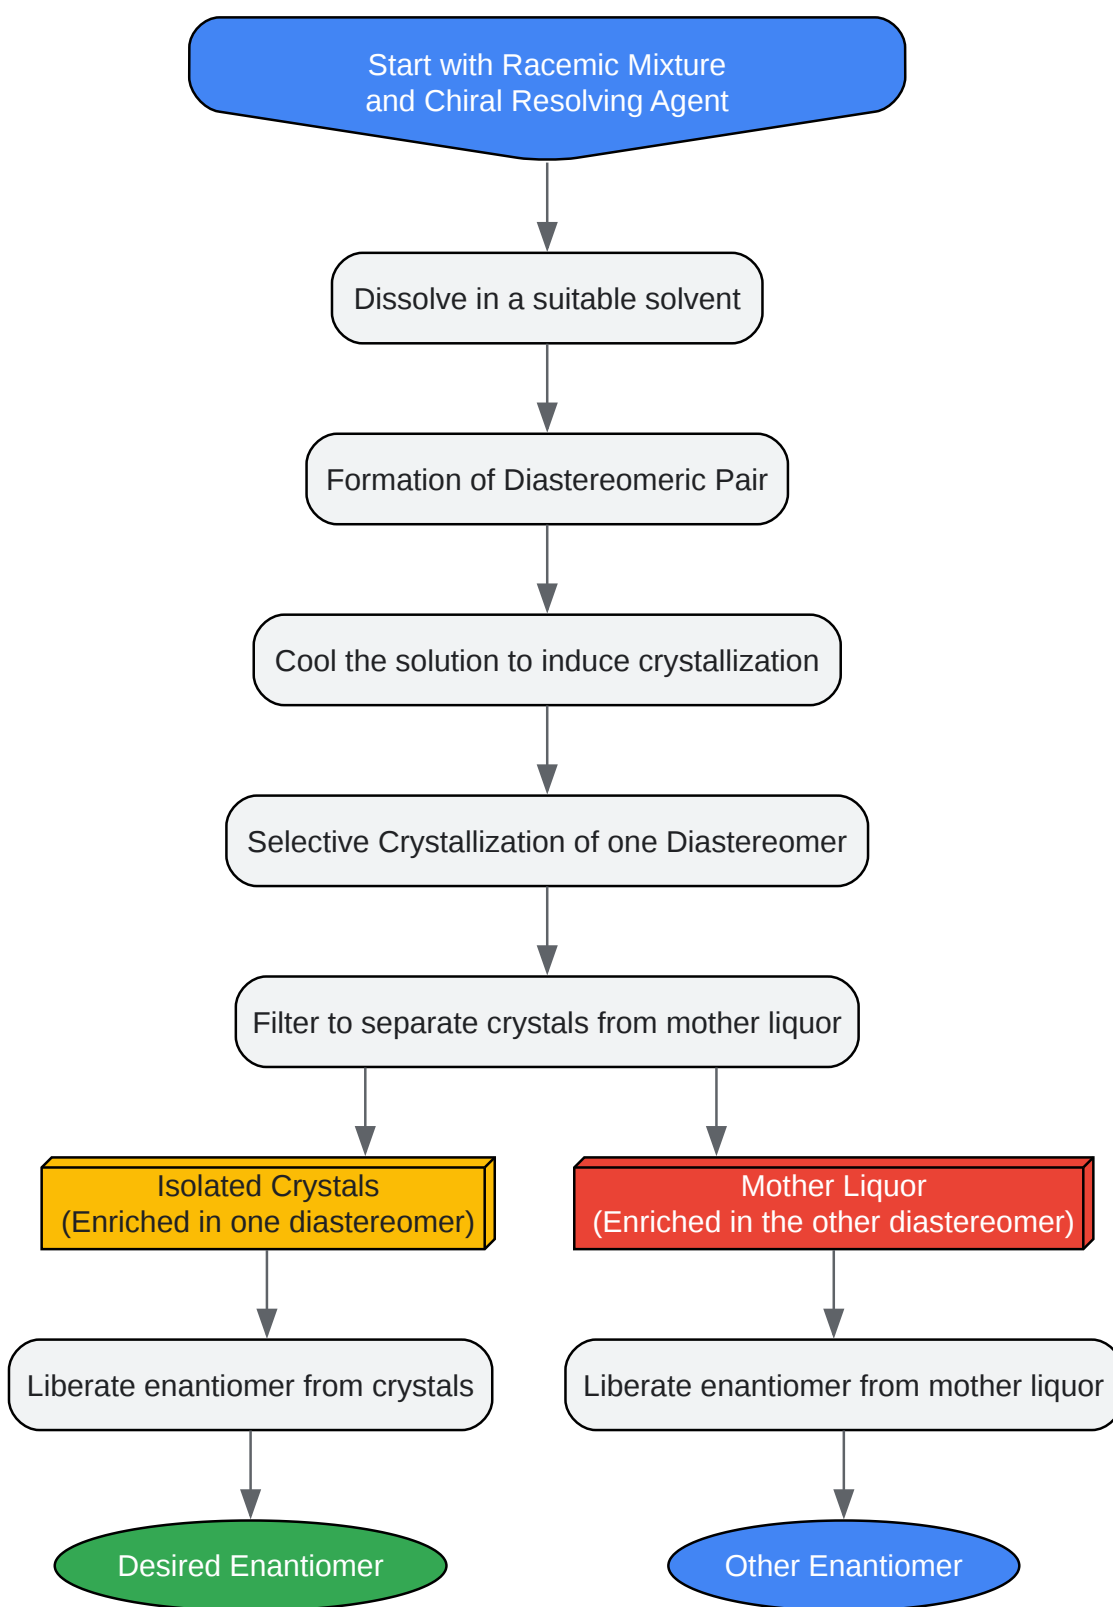 Start with Racemic Mixture
and Chiral Resolving Agent
Dissolve in a suitable solvent
Formation of Diastereomeric Pair
Cool the solution to induce crystallization
Selective Crystallization of one Diastereomer
Filter to separate crystals from mother liquor
Isolated Crystals
(Enriched in one diastereomer)
Mother Liquor
(Enriched in the other diastereomer)
Liberate enantiomer from crystals
Liberate enantiomer from mother liquor
Desired Enantiomer
Other Enantiomer